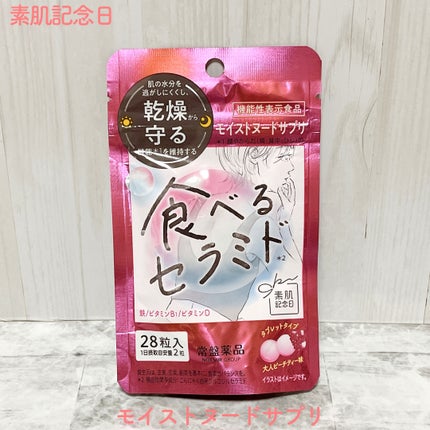 素肌記念日
肌の水分を
逃がしにくくし、
乾燥から
守る
機能性表示食品
モイストヌードサプリ
食べる
セラミド※2
素肌
記念日
鉄/ビタミンB₁/ビタミンD
28粒入
1日摂取目安量2粒
常盤薬品
NOEVIR GROUP
タブレットタイプ
大人ピーチティー味
イラストはイメージです。
モイストヌードサプリ